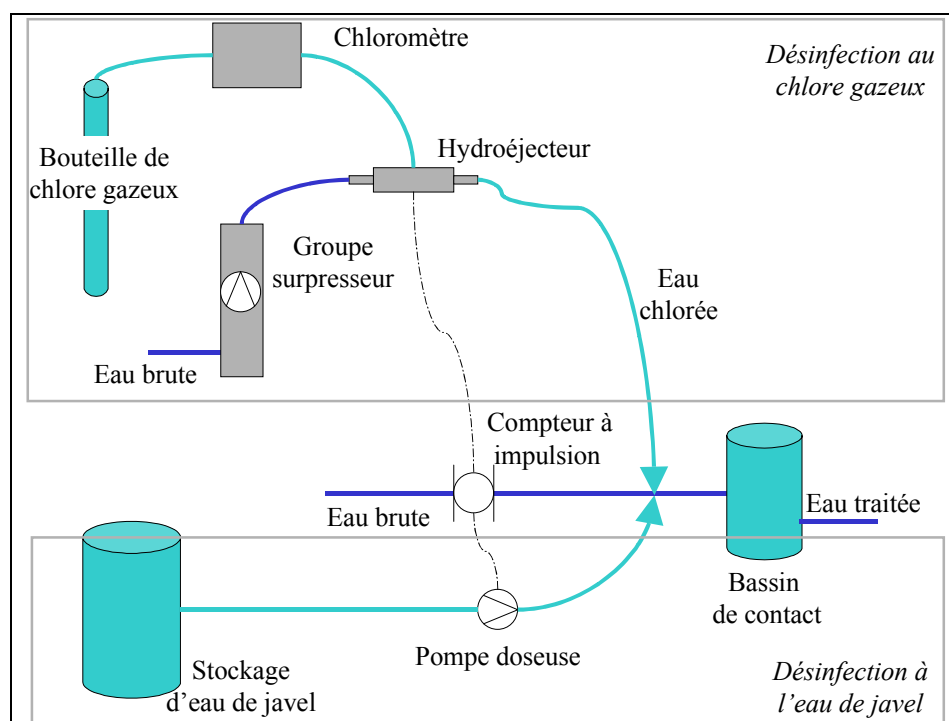 Chloromètre
Désinfection au
chlore gazeux
Bouteille de
chlore gazeux
Hydroéjecteur
Groupe
surpresseur
Eau
chlorée
Eau brute
Compteur à
impulsion
Eau brute
Eau traitée
Bassin
de contact
Pompe doseuse
Stockage
d'eau de javel
Désinfection à
l'eau de javel